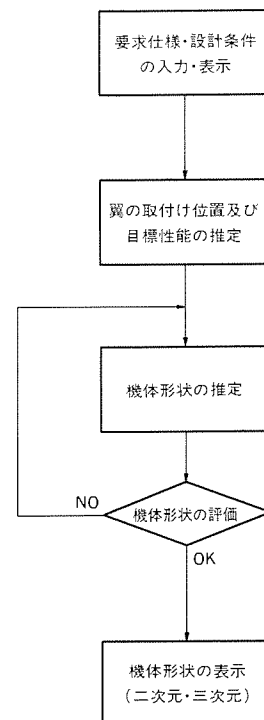 要求仕様・設計条件
の入力・表示
翼の取付け位置及び
目標性能の推定
機体形状の推定
機体形状の評価
NO
OK
機体形状の表示
(二次元・三次元)